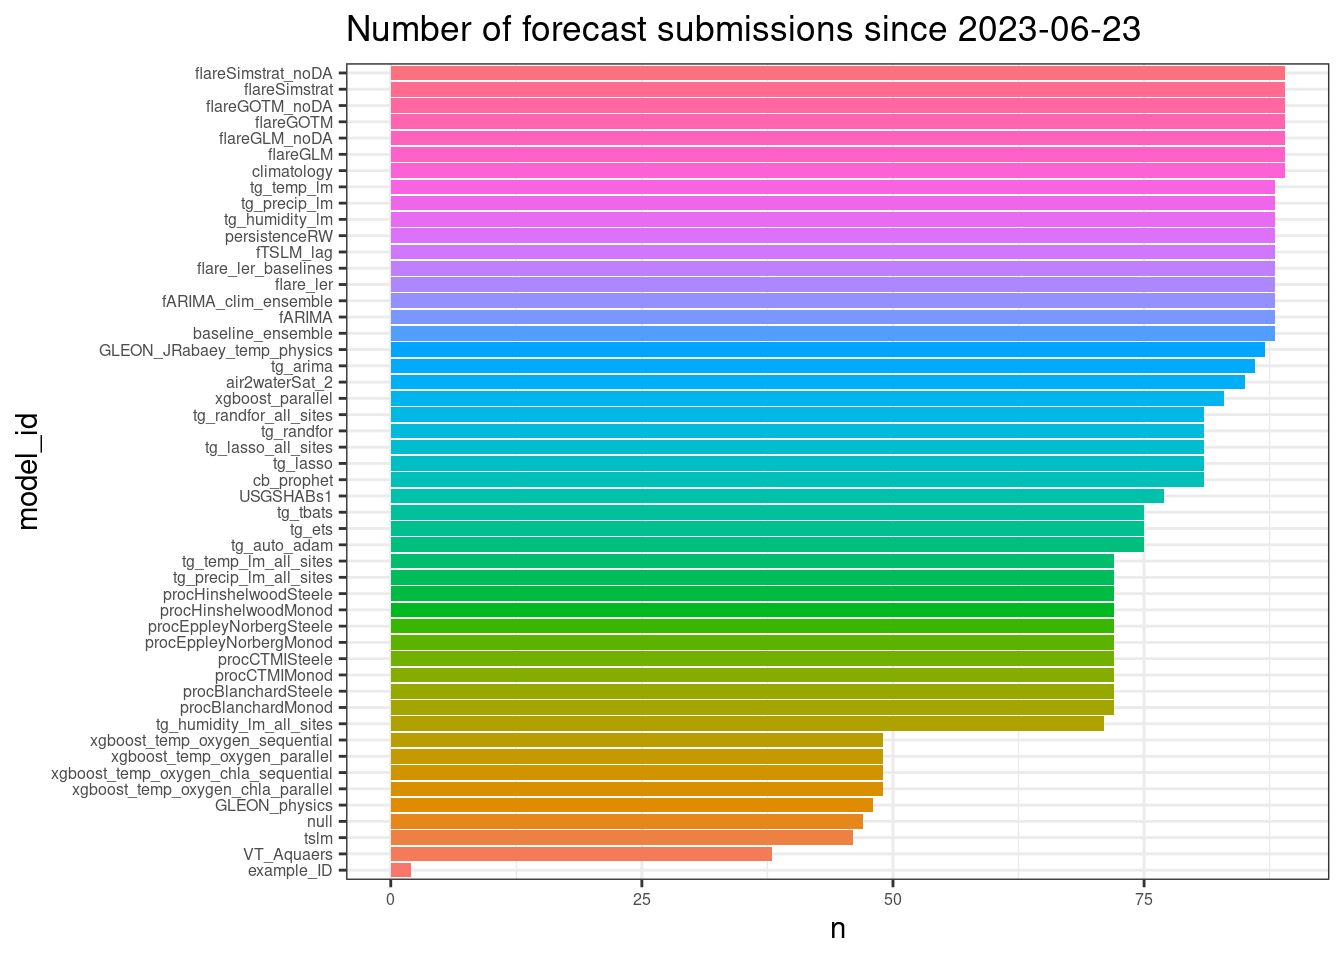 Number of forecast submissions since 2023-06-23
flareSimstrat_noDA
flareSimstrat
flareGOTM_noDA
flareGOTM
flareGLM_noDA
flareGLM
climatology
tg_temp_lm
tg_precip_lm
tg_humidity_lm
persistenceRW
fTSLM_lag
flare_ler_baselines
flare_ler
fARIMA_clim_ensemble
fARIMA
baseline_ensemble
GLEON_JRabaey_temp_physics
tg_arima
air2waterSat_2
xgboost_parallel
tg_randfor_all_sites
tg_randfor
tg_lasso_all_sites
tg_lasso
cb_prophet
USGSHABs1
tg_tbats
tg_ets
tg_auto_adam
tg_temp_lm_all_sites
tg_precip_lm_all_sites
procHinshelwoodSteele
procHinshelwoodMonod
procEppleyNorbergSteele
procEppleyNorbergMonod
procCTMISteele
procCTMIMonod
procBlanchardSteele
procBlanchardMonod
tg_humidity_lm_all_sites
xgboost_temp_oxygen_sequential
xgboost_temp_oxygen_parallel
xgboost_temp_oxygen_chla_sequential
xgboost_temp_oxygen_chla_parallel
GLEON_physics
null
tslm
VT_Aquaers
example_ID
model_id
0 25 50 75
n